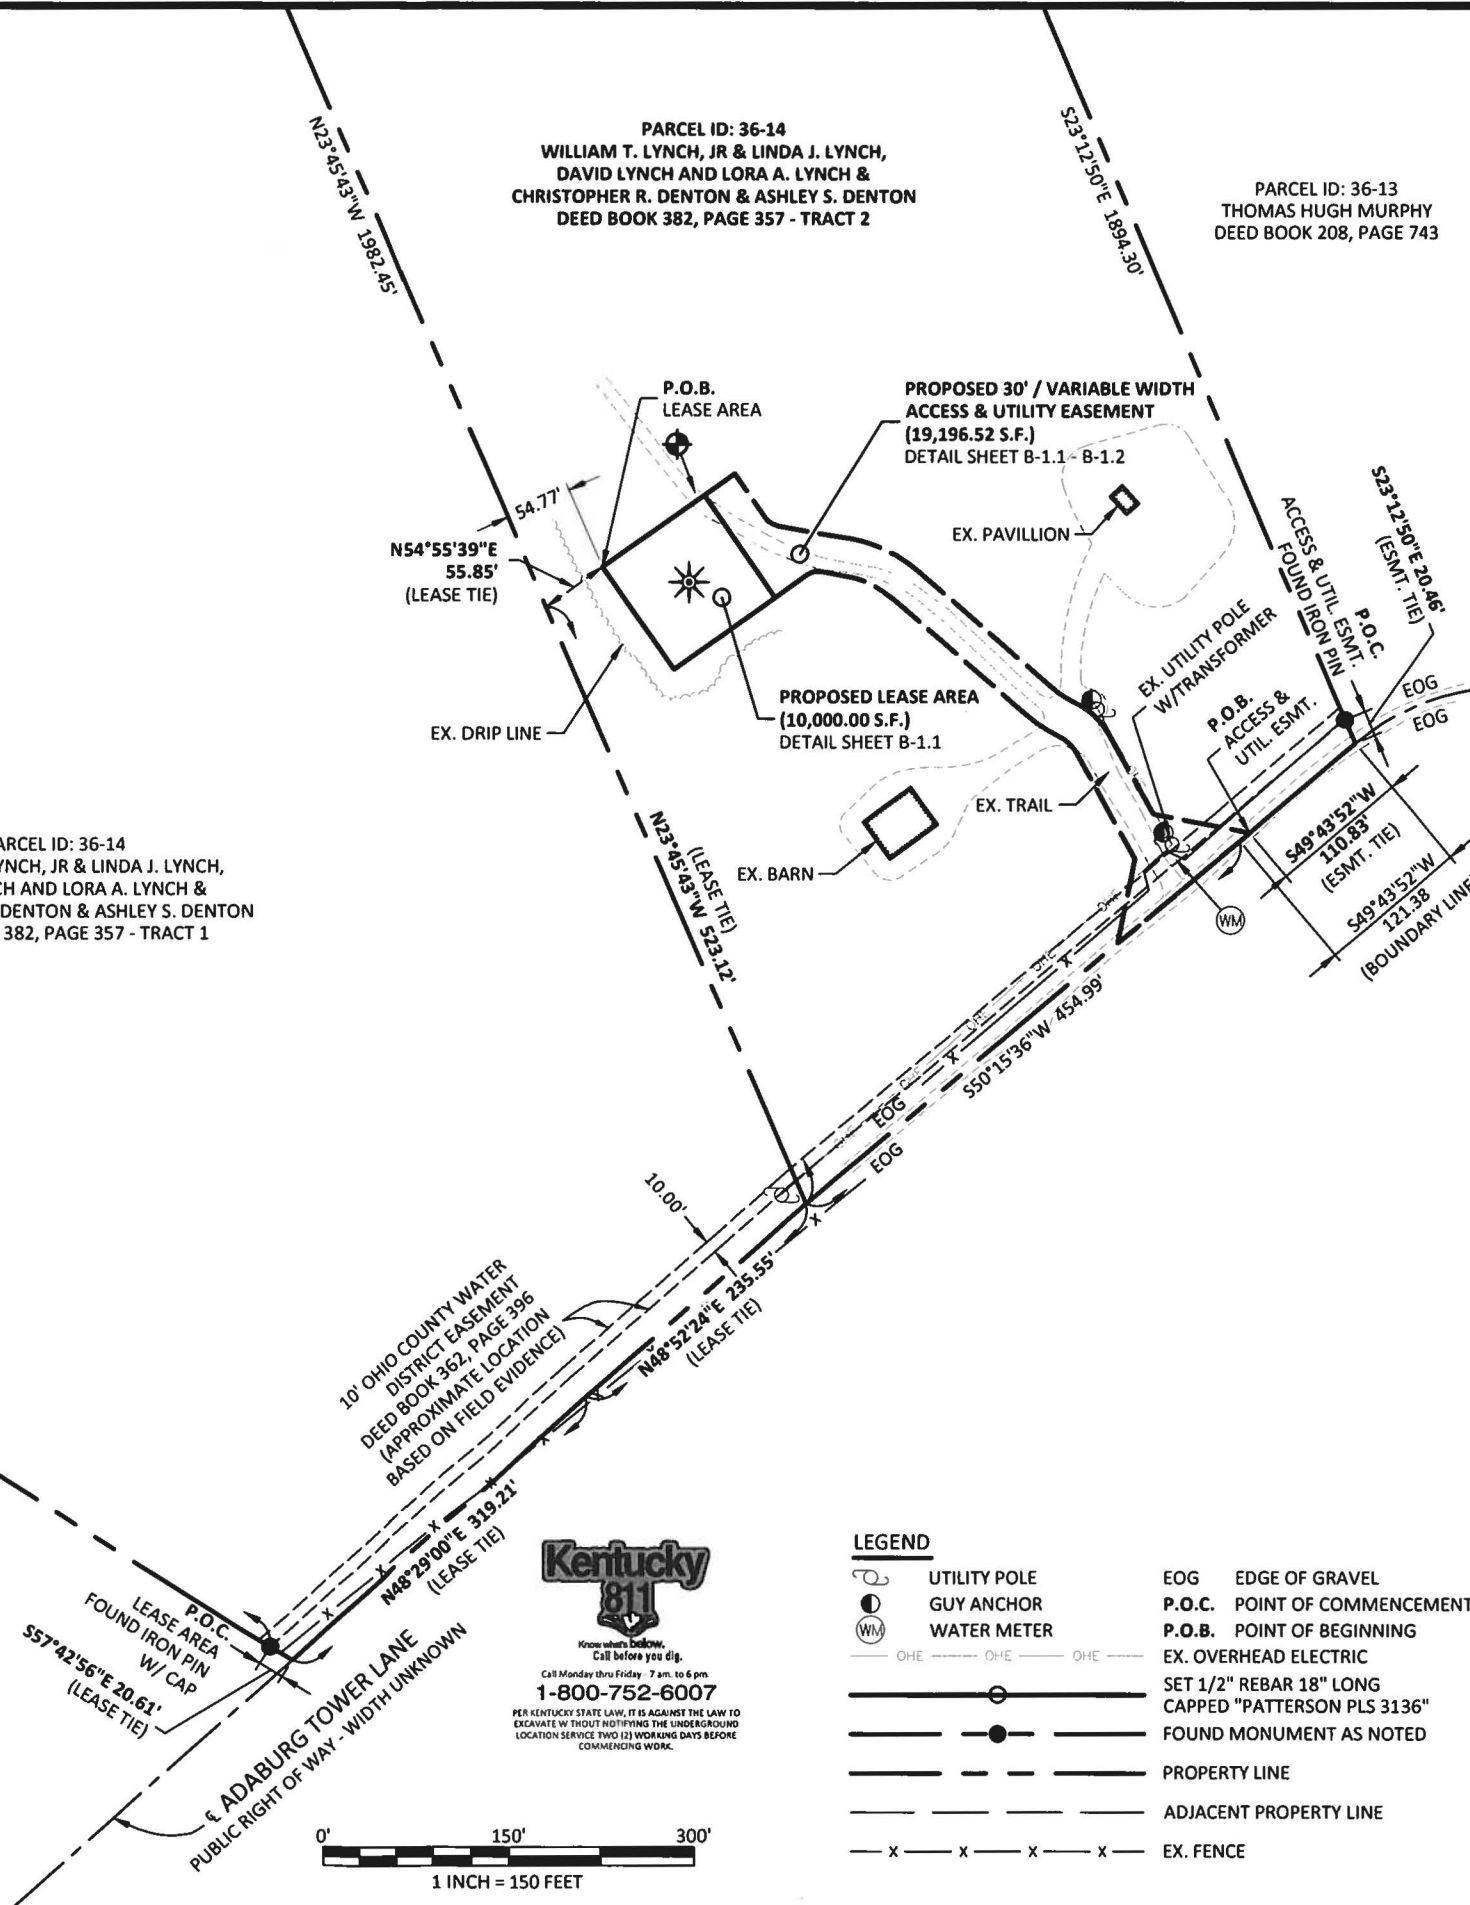 N23°45'43"W 1982.45'
PARCEL ID: 36-14
WILLIAM T. LYNCH, JR & LINDA J. LYNCH,
DAVID LYNCH AND LORA A. LYNCH &
CHRISTOPHER R. DENTON & ASHLEY S. DENTON
DEED BOOK 382, PAGE 357 - TRACT 2
S23°12'50"E 1894.30'
PARCEL ID: 36-13
THOMAS HUGH MURPHY
DEED BOOK 208, PAGE 743
P.O.B.
LEASE AREA
PROPOSED 30' / VARIABLE WIDTH
ACCESS & UTILITY EASEMENT
(19,196.52 S.F.)
DETAIL SHEET B-1.1 - B-1.2
54.77'
N54°55'39"E
55.85'
(LEASE TIE)
EX. PAVILLION
S23°12'50"E 20.46'
(ESMT. TIE)
P.O.C.
ACCESS & UTIL. ESMT.
FOUND IRON PIN
EX. UTILITY POLE
W/TRANSFORMER
P.O.B.
ACCESS &
UTIL. ESMT.
EOG
EOG
EX. DRIP LINE
PROPOSED LEASE AREA
(10,000.00 S.F.)
DETAIL SHEET B-1.1
EX. TRAIL
EX. BARN
WM
S49°43'52"W
110.83'
(ESMT. TIE)
S49°43'52"W
121.38
(BOUNDARY LINE
ARCEL ID: 36-14
YNCH, JR & LINDA J. LYNCH,
CH AND LORA A. LYNCH &
DENTON & ASHLEY S. DENTON
382, PAGE 357 - TRACT 1
(LEASE TIE)
N23°45'43"W 523.12'
OHE
OHE
OHE
OHE
OHE
X
X
S50°15'36"W 454.99'
EOG
EOG
X
10.00'
10' OHIO COUNTY WATER
DISTRICT EASEMENT
DEED BOOK 362, PAGE 396
(APPROXIMATE LOCATION
BASED ON FIELD EVIDENCE)
N48°52'24"E 235.55'
(LEASE TIE)
X
X
X
X
X
N48°29'00"E 319.21'
(LEASE TIE)
P.O.C.
LEASE AREA
FOUND IRON PIN
W/ CAP
S57°42'56"E 20.61'
(LEASE TIE)
℄ ADABURG TOWER LANE
PUBLIC RIGHT OF WAY - WIDTH UNKNOWN
Kentucky
811
Know what's below.
Call before you dig.
Call Monday thru Friday - 7 am. to 6 pm.
1-800-752-6007
PER KENTUCKY STATE LAW, IT IS AGAINST THE LAW TO
EXCAVATE WITHOUT NOTIFYING THE UNDERGROUND
LOCATION SERVICE TWO (2) WORKING DAYS BEFORE
COMMENCING WORK.
0' 150' 300'
1 INCH = 150 FEET
LEGEND
UTILITY POLE
GUY ANCHOR
WM WATER METER
EOG EDGE OF GRAVEL
P.O.C. POINT OF COMMENCEMENT
P.O.B. POINT OF BEGINNING
OHE OHE OHE EX. OVERHEAD ELECTRIC
SET 1/2" REBAR 18" LONG
CAPPED "PATTERSON PLS 3136"
FOUND MONUMENT AS NOTED
PROPERTY LINE
ADJACENT PROPERTY LINE
X X X X EX. FENCE